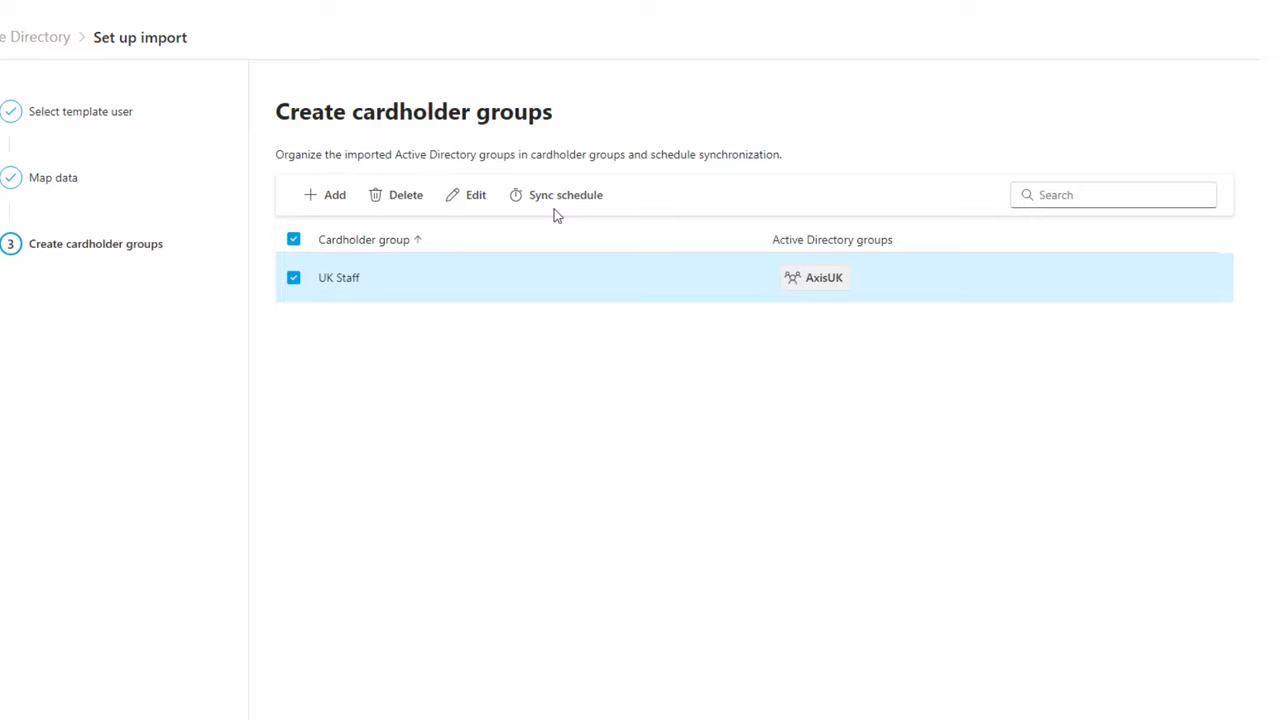 e Directory > Set up import
Select template user
Map data
3 Create cardholder groups
Create cardholder groups
Organize the imported Active Directory groups in cardholder groups and schedule synchronization.
Add Delete Edit Sync schedule Search
Cardholder group ↑ Active Directory groups
UK Staff AxisUK